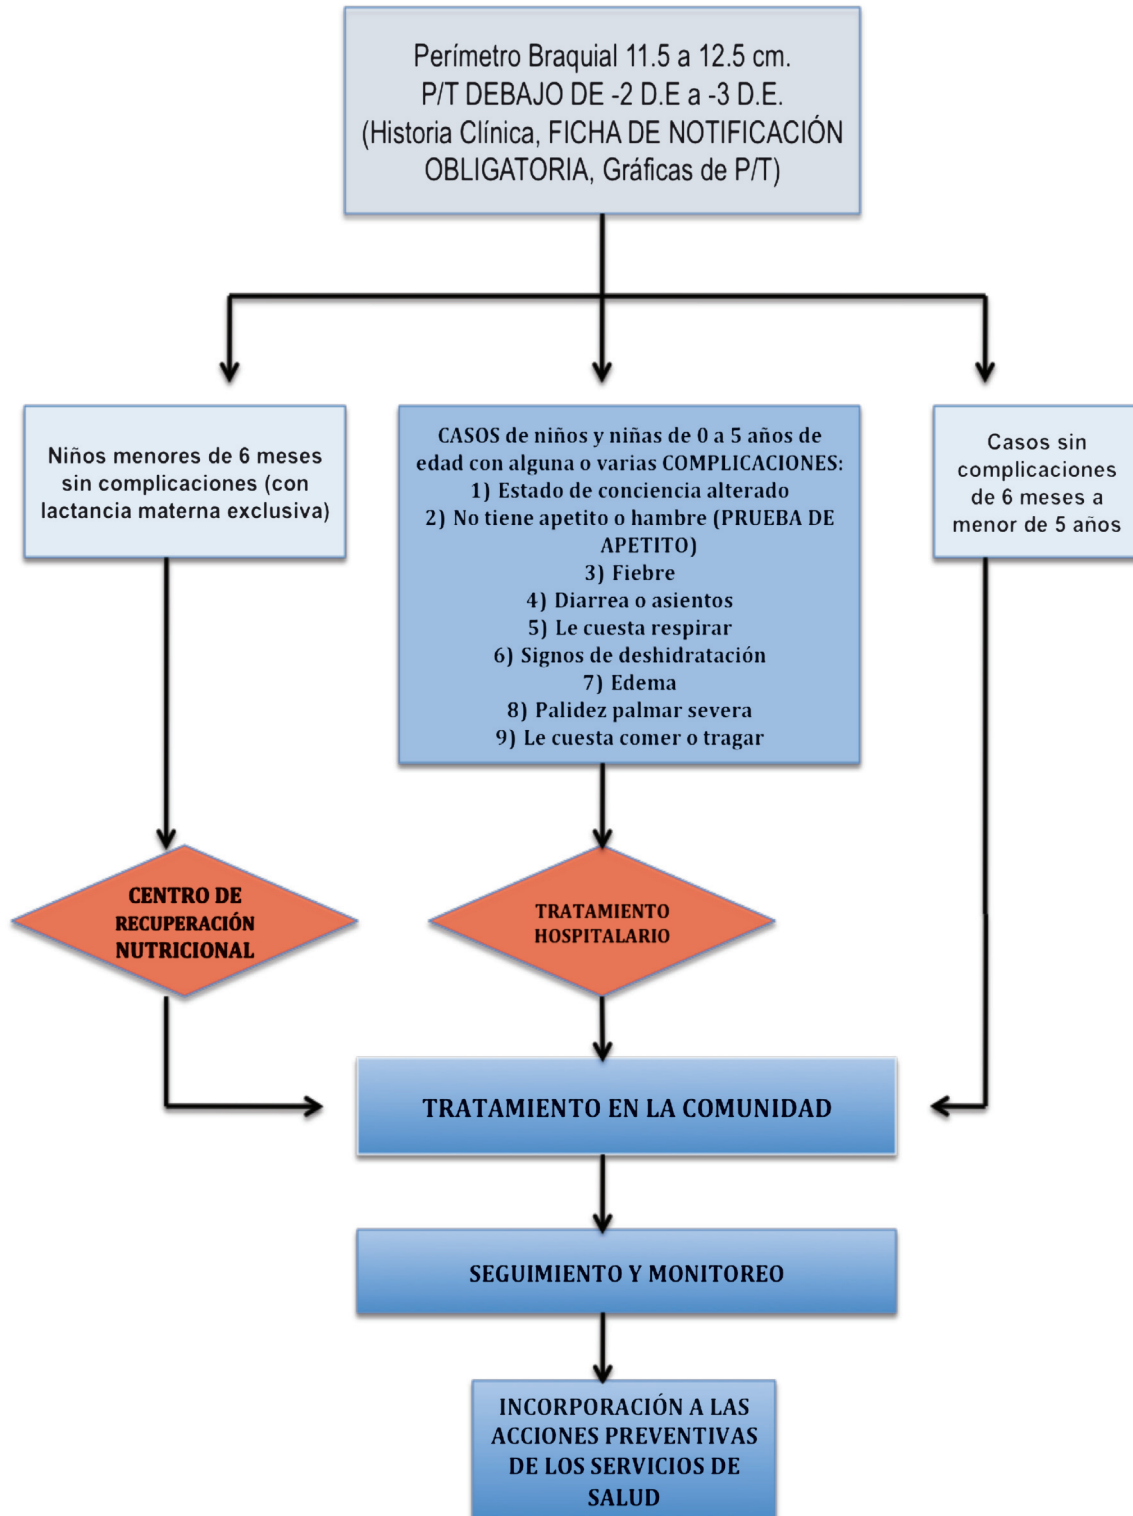 Perímetro Braquial 11.5 a 12.5 cm.
P/T DEBAJO DE -2 D.E a -3 D.E.
(Historia Clínica, FICHA DE NOTIFICACIÓN
OBLIGATORIA, Gráficas de P/T)
Niños menores de 6 meses
sin complicaciones (con
lactancia materna exclusiva)
CASOS de niños y niñas de 0 a 5 años de
edad con alguna o varias COMPLICACIONES:
1) Estado de conciencia alterado
2) No tiene apetito o hambre (PRUEBA DE
APETITO)
3) Fiebre
4) Diarrea o asientos
5) Le cuesta respirar
6) Signos de deshidratación
7) Edema
8) Palidez palmar severa
9) Le cuesta comer o tragar
Casos sin
complicaciones
de 6 meses a
menor de 5 años
CENTRO DE
RECUPERACIÓN
NUTRICIONAL
TRATAMIENTO
HOSPITALARIO
TRATAMIENTO EN LA COMUNIDAD
SEGUIMIENTO Y MONITOREO
INCORPORACIÓN A LAS
ACCIONES PREVENTIVAS
DE LOS SERVICIOS DE
SALUD